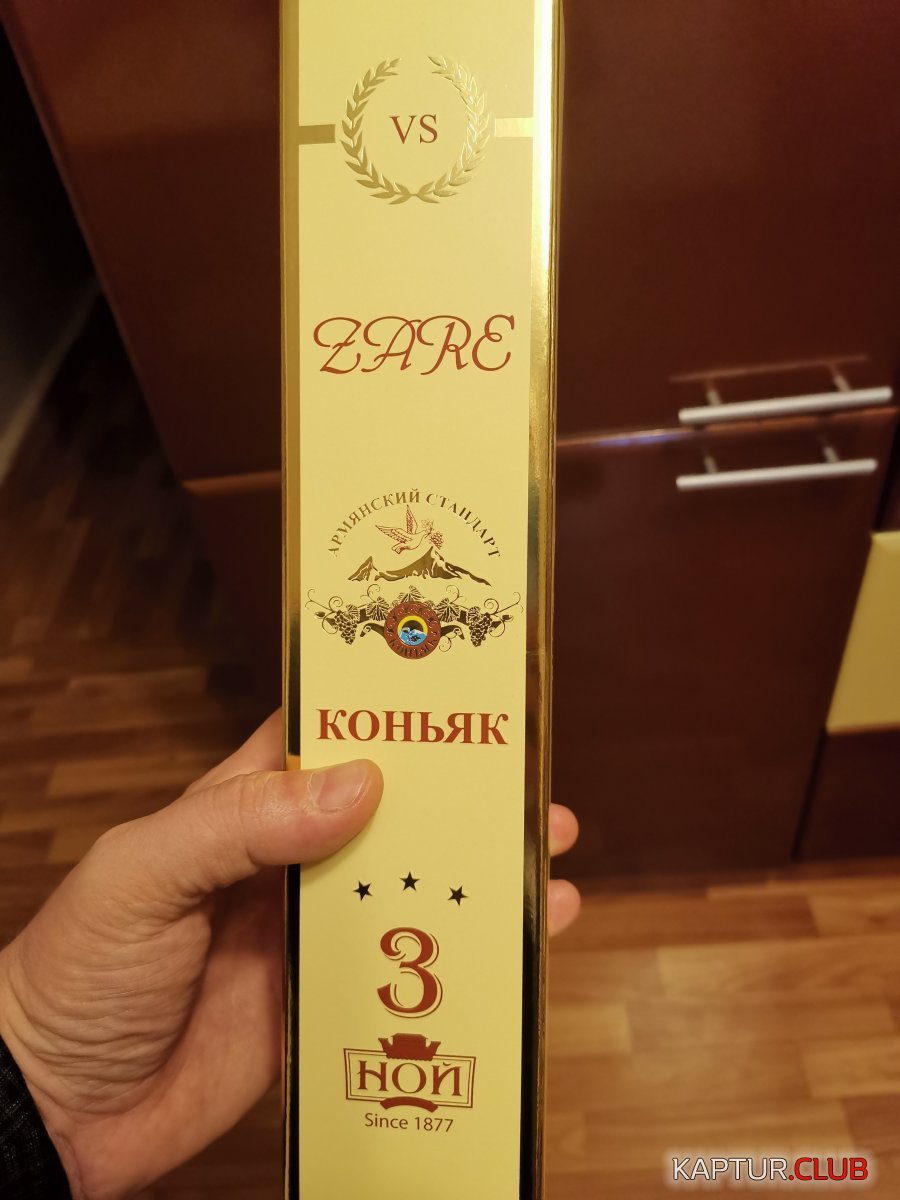 VS
ZARE
АРМЯНСКИЙ СТАНДАРТ
КОНЬЯК
3
НОЙ
Since 1877
KAPTUR.CLUB